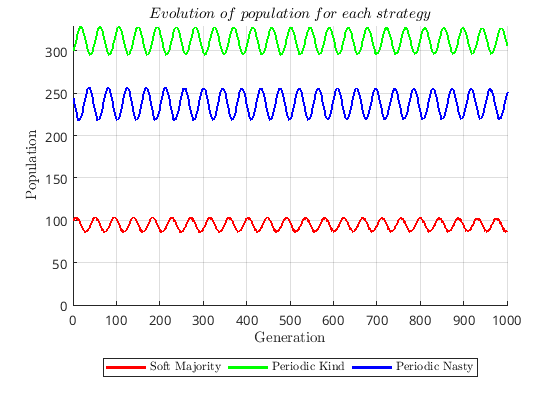 Evolution of population for each strategy
Population
300
250
200
150
100
50
0
0 100 200 300 400 500 600 700 800 900 1000
Generation
Soft Majority Periodic Kind Periodic Nasty